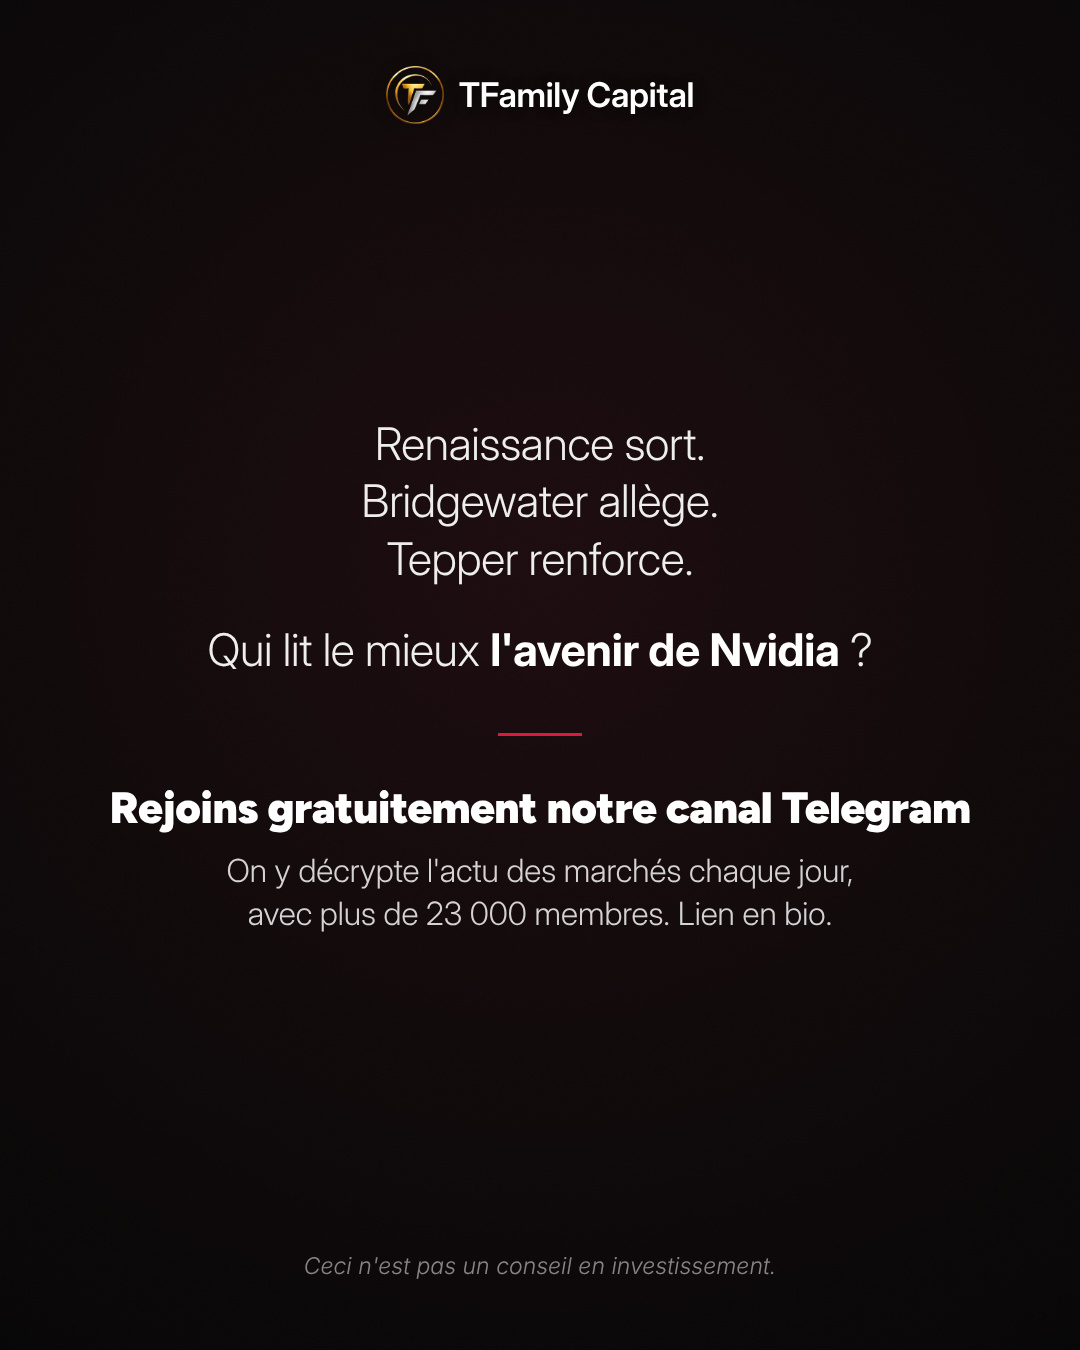 TF TFamily Capital
Renaissance sort.
Bridgewater allège.
Tepper renforce.
Qui lit le mieux l'avenir de Nvidia ?
Rejoins gratuitement notre canal Telegram
On y décrypte l'actu des marchés chaque jour,
avec plus de 23 000 membres. Lien en bio.
Ceci n'est pas un conseil en investissement.